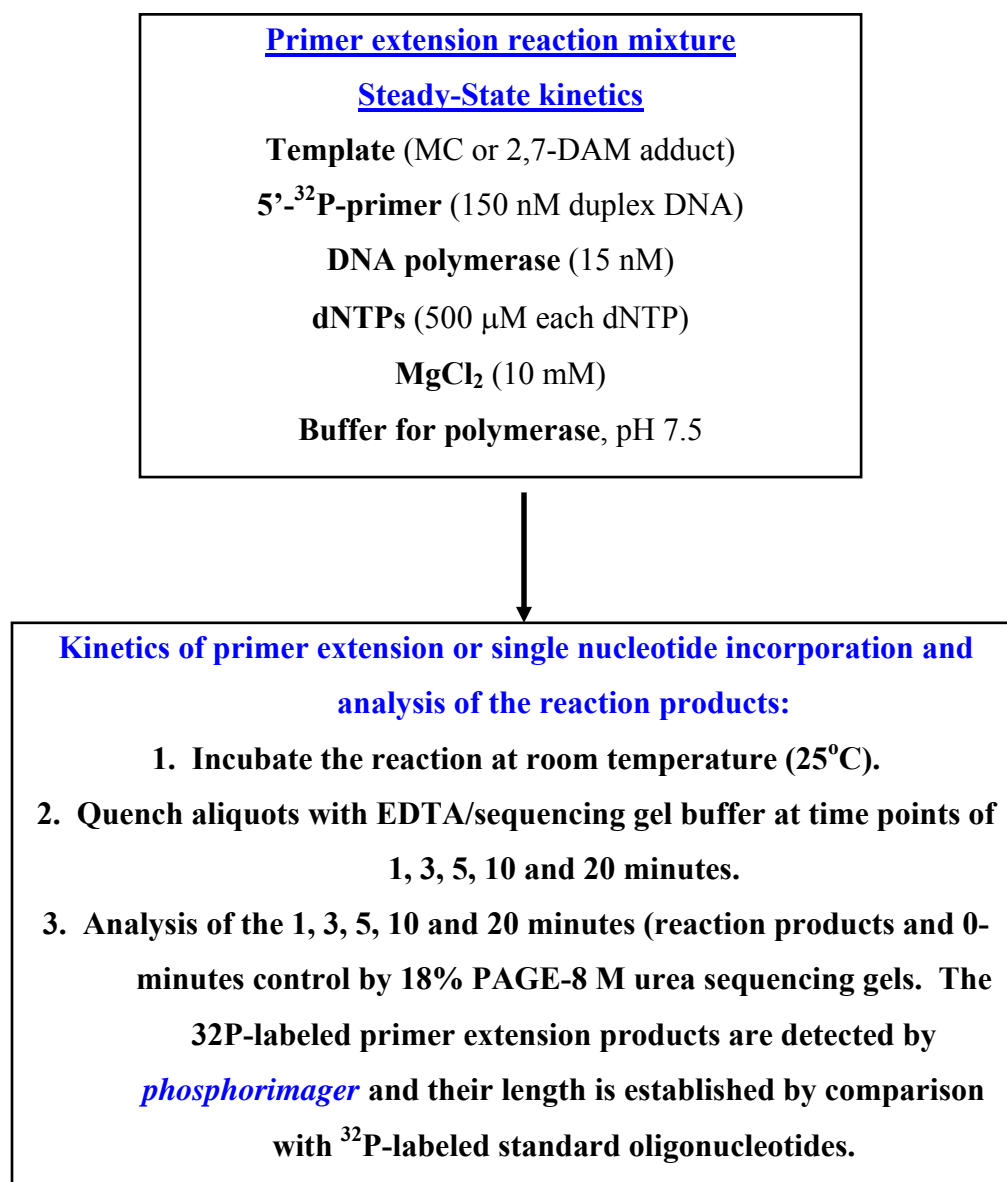 Primer extension reaction mixture
Steady-State kinetics
Template (MC or 2,7-DAM adduct)
5’-³²P-primer (150 nM duplex DNA)
DNA polymerase (15 nM)
dNTPs (500 μM each dNTP)
MgCl₂ (10 mM)
Buffer for polymerase, pH 7.5
Kinetics of primer extension or single nucleotide incorporation and
analysis of the reaction products:
1. Incubate the reaction at room temperature (25°C).
2. Quench aliquots with EDTA/sequencing gel buffer at time points of
1, 3, 5, 10 and 20 minutes.
3. Analysis of the 1, 3, 5, 10 and 20 minutes (reaction products and 0-
minutes control by 18% PAGE-8 M urea sequencing gels. The
32P-labeled primer extension products are detected by
phosphorimager and their length is established by comparison
with ³²P-labeled standard oligonucleotides.